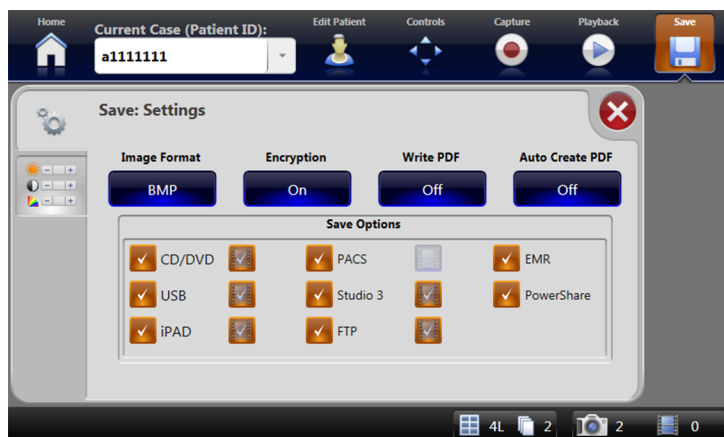 Home
Current Case (Patient ID):
Edit Patient
Controls
Capture
Playback
Save
a1111111
Save: Settings
Image Format
Encryption
Write PDF
Auto Create PDF
BMP
On
Off
Off
Save Options
CD/DVD
PACS
EMR
USB
Studio 3
PowerShare
iPAD
FTP
4L
2
2
0